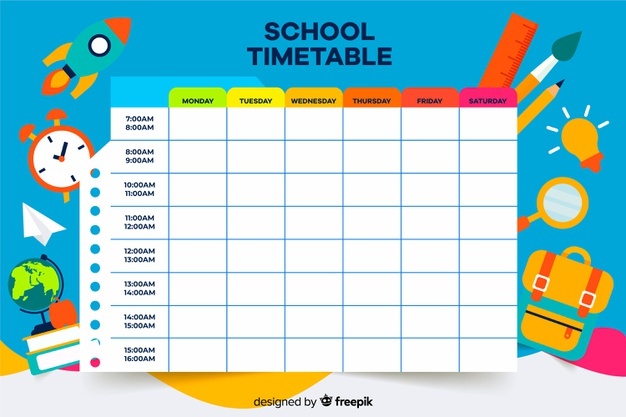 SCHOOL
TIMETABLE
MONDAY TUESDAY WEDNESDAY THURSDAY FRIDAY SATURDAY
7:00AM
8:00AM
8:00AM
9:00AM
10:00AM
11:00AM
11:00AM
12:00AM
12:00AM
13:00AM
13:00AM
14:00AM
14:00AM
15:00AM
15:00AM
16:00AM
designed by freepik